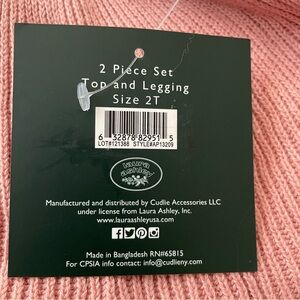 2 Piece Set
Top and Legging
Size 2T
6 32878 82951 5
LOT#121388 STYLE#AP13209
laura
ashley
Manufactured and distributed by Cudlie Accessories LLC
under license from Laura Ashley, Inc.
www.lauraashleyusa.com
Made in Bangladesh RN#65815
For CPSIA info contact: info@cudlieny.com